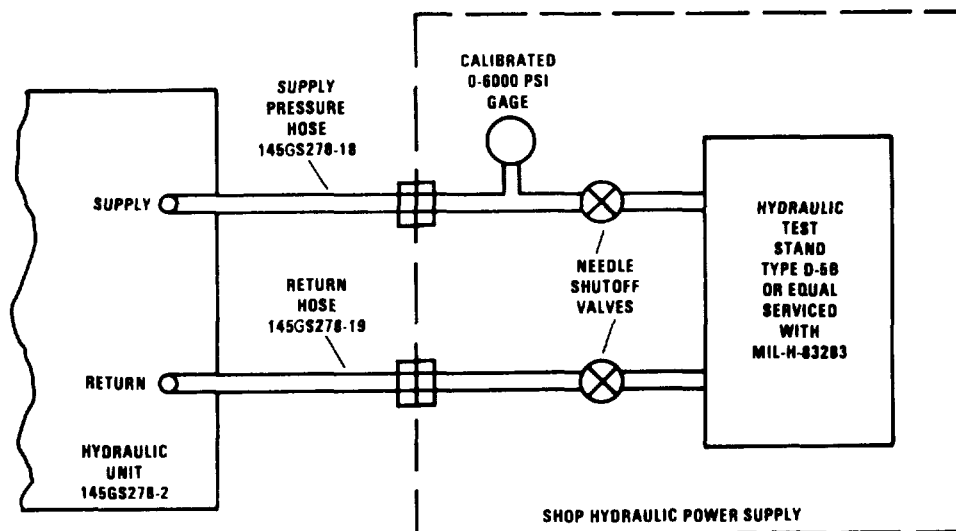 SUPPLY
PRESSURE
HOSE
145GS278-18
CALIBRATED
0-6000 PSI
GAGE
SUPPLY
HYDRAULIC
TEST
STAND
TYPE D-5B
OR EQUAL
SERVICED
WITH
MIL-H-83283
NEEDLE
SHUTOFF
VALVES
RETURN
HOSE
145GS278-19
RETURN
HYDRAULIC
UNIT
145GS278-2
SHOP HYDRAULIC POWER SUPPLY